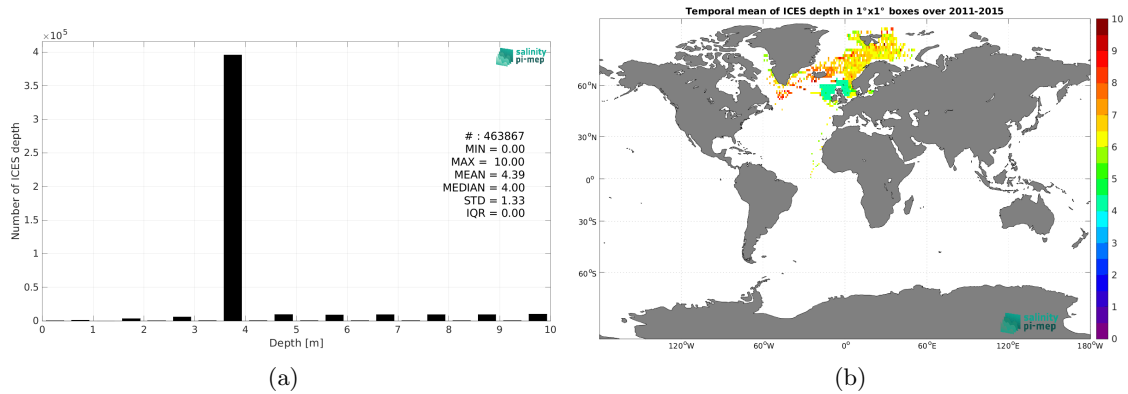 ×10⁵
4
3.5
3
2.5
2
1.5
1
0.5
0
Number of ICES depth
salinity
pi-mep
# : 463867
MIN = 0.00
MAX = 10.00
MEAN = 4.39
MEDIAN = 4.00
STD = 1.33
IQR = 0.00
0 1 2 3 4 5 6 7 8 9 10
Depth [m]
(a)
Temporal mean of ICES depth in 1°x1° boxes over 2011-2015
60°N
30°N
0°
30°S
60°S
120°W 60°W 0° 60°E 120°E 180°W
salinity
pi-mep
10
9
8
7
6
5
4
3
2
1
0
(b)